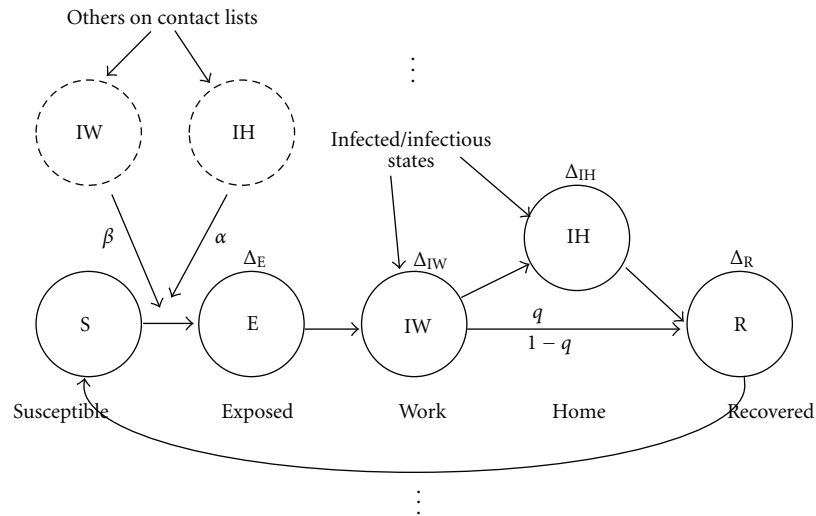 Others on contact lists
IW
IH
Infected/infectious
states
β
α
Δ_IH
IH
Δ_E
Δ_IW
Δ_R
S
E
IW
q
1 − q
R
Susceptible
Exposed
Work
Home
Recovered